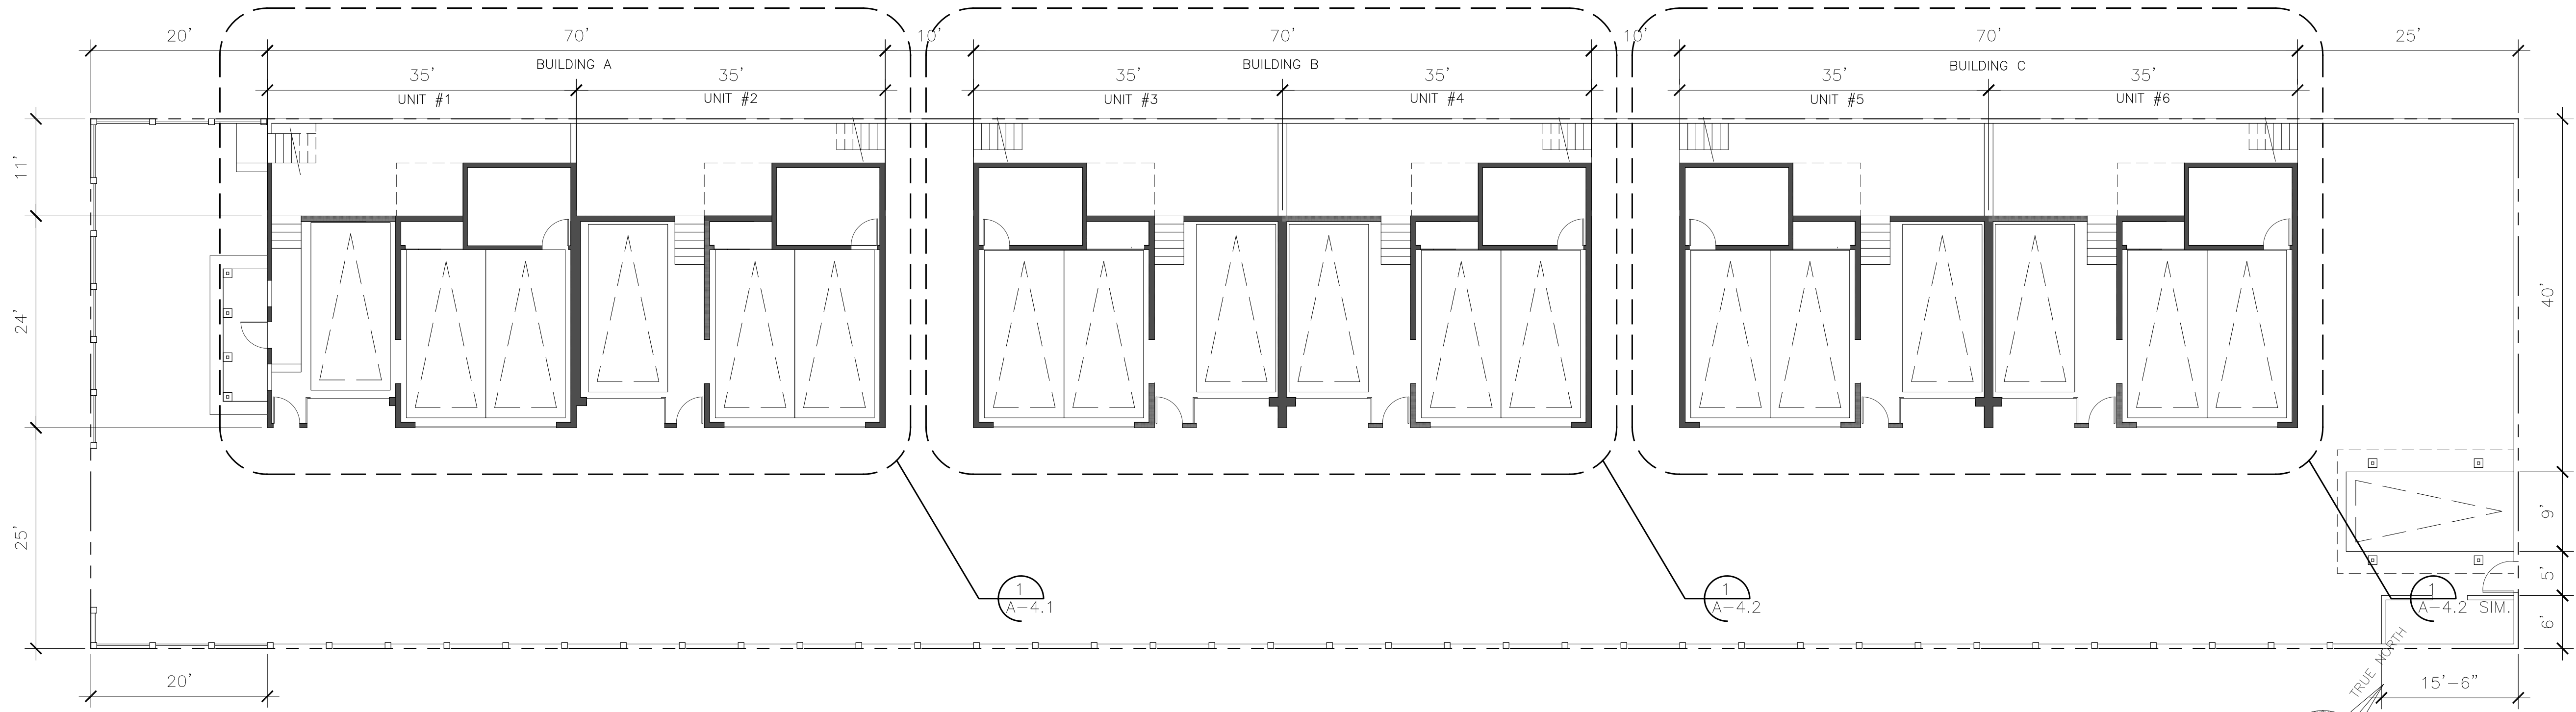 20' 70' 10' 70' 10' 70' 25'
BUILDING A BUILDING B BUILDING C
35' 35' 35' 35' 35' 35'
UNIT #1 UNIT #2 UNIT #3 UNIT #4 UNIT #5 UNIT #6
11'
24'
25'
40'
9'
5'
6'
1
A-4.1
1
A-4.2
1
A-4.2 SIM.
TRUE NORTH
20' 15'-6"